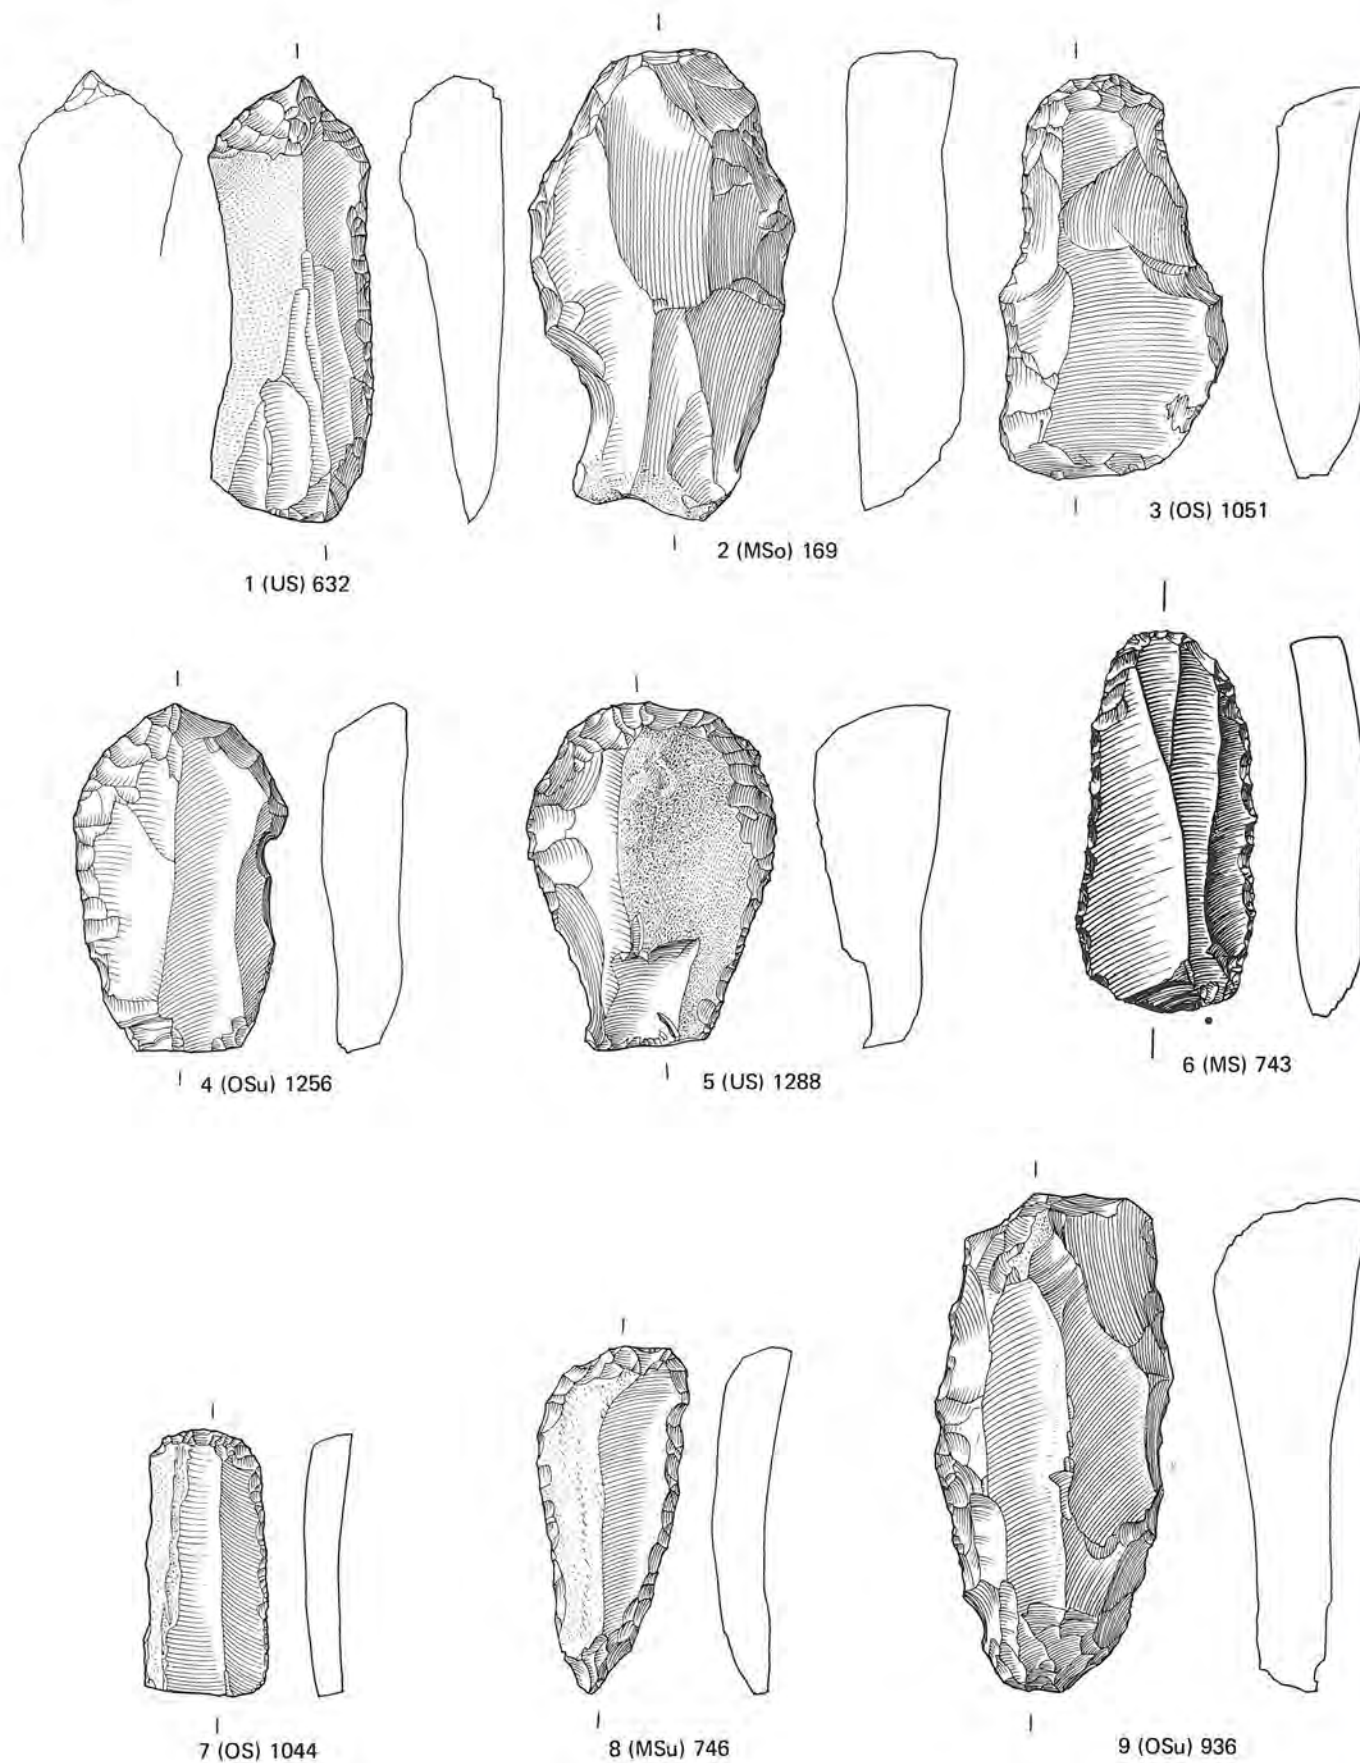 1 (US) 632
2 (MSo) 169
3 (OS) 1051
4 (OSu) 1256
5 (US) 1288
6 (MS) 743
7 (OS) 1044
8 (MSu) 746
9 (OSu) 936